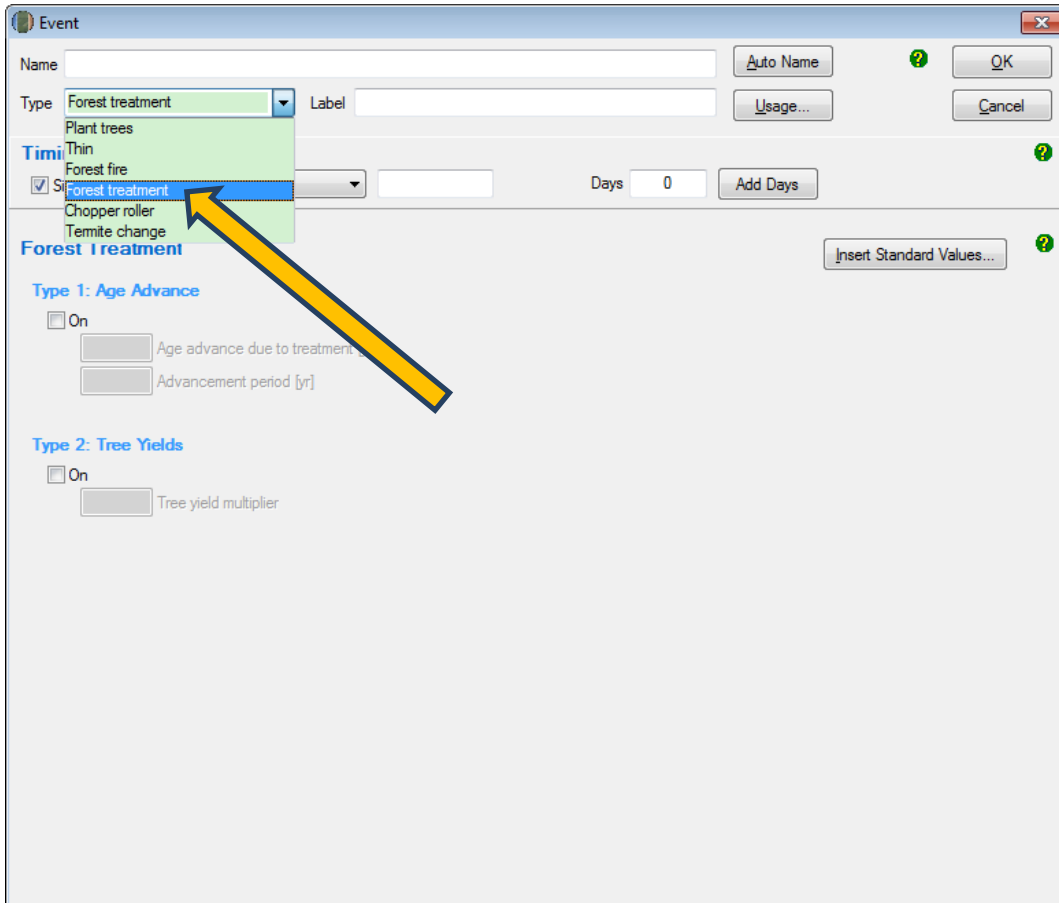 Event
Name Auto Name ? OK
Type Forest treatment Label Usage... Cancel
Plant trees
Thin
Forest fire
Forest treatment
Chopper roller
Termite change
?
Days 0 Add Days
Forest Treatment Insert Standard Values... ?
Type 1: Age Advance
On
Age advance due to treatment
Advancement period [yr]
Type 2: Tree Yields
On
Tree yield multiplier